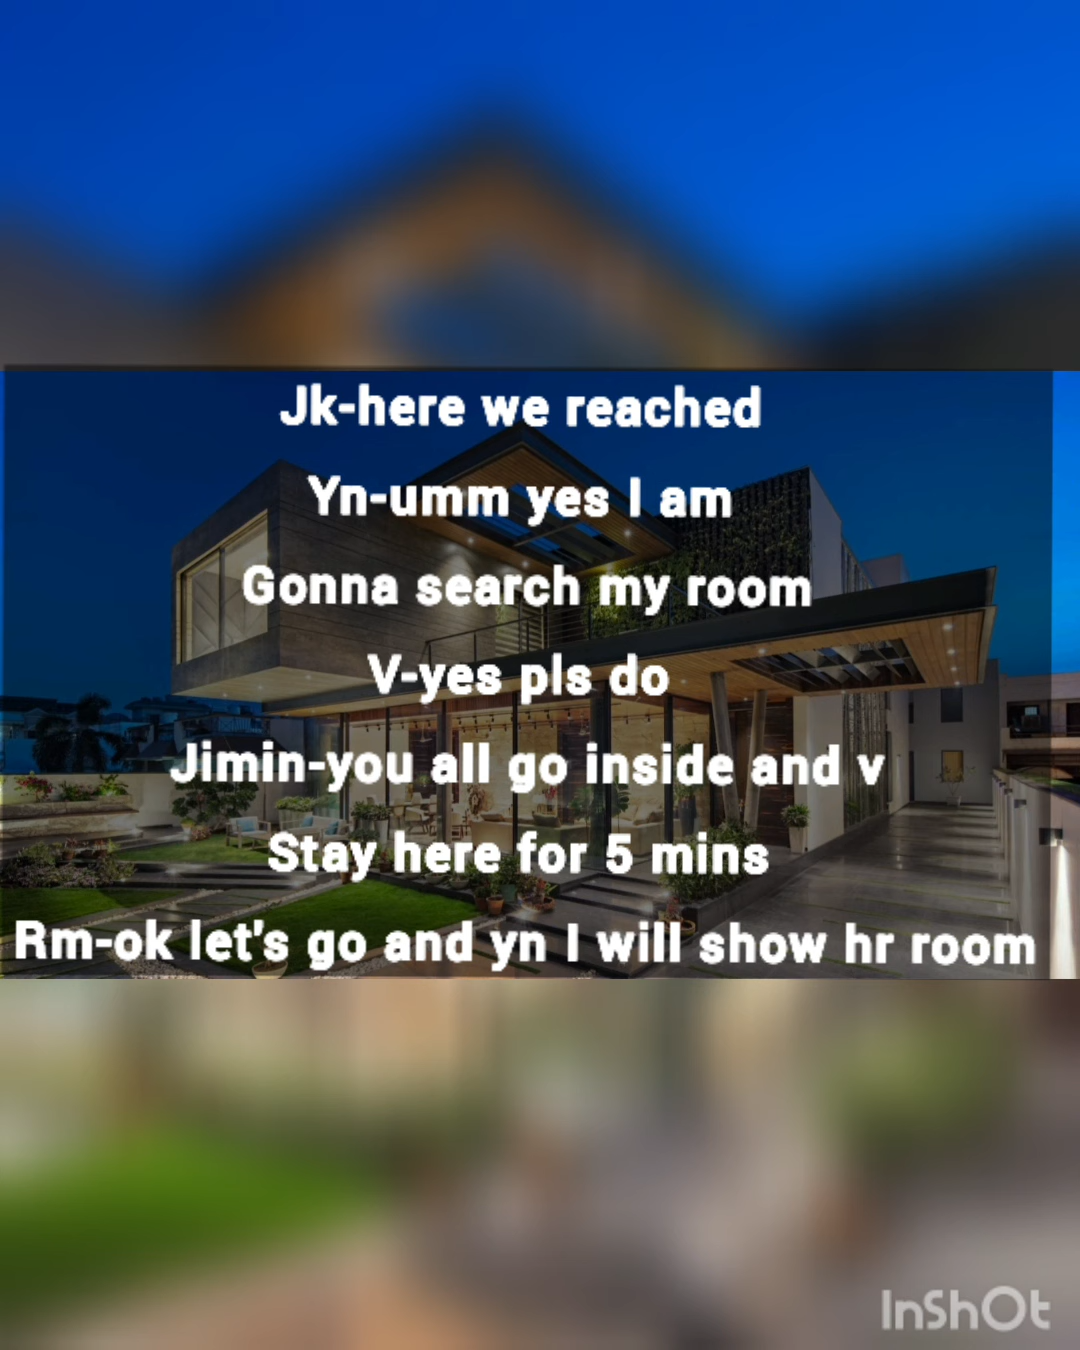 Jk-here we reached
Yn-umm yes I am
Gonna search my room
V-yes pls do
Jimin-you all go inside and v
Stay here for 5 mins
Rm-ok let's go and yn I will show hr room
InShOt